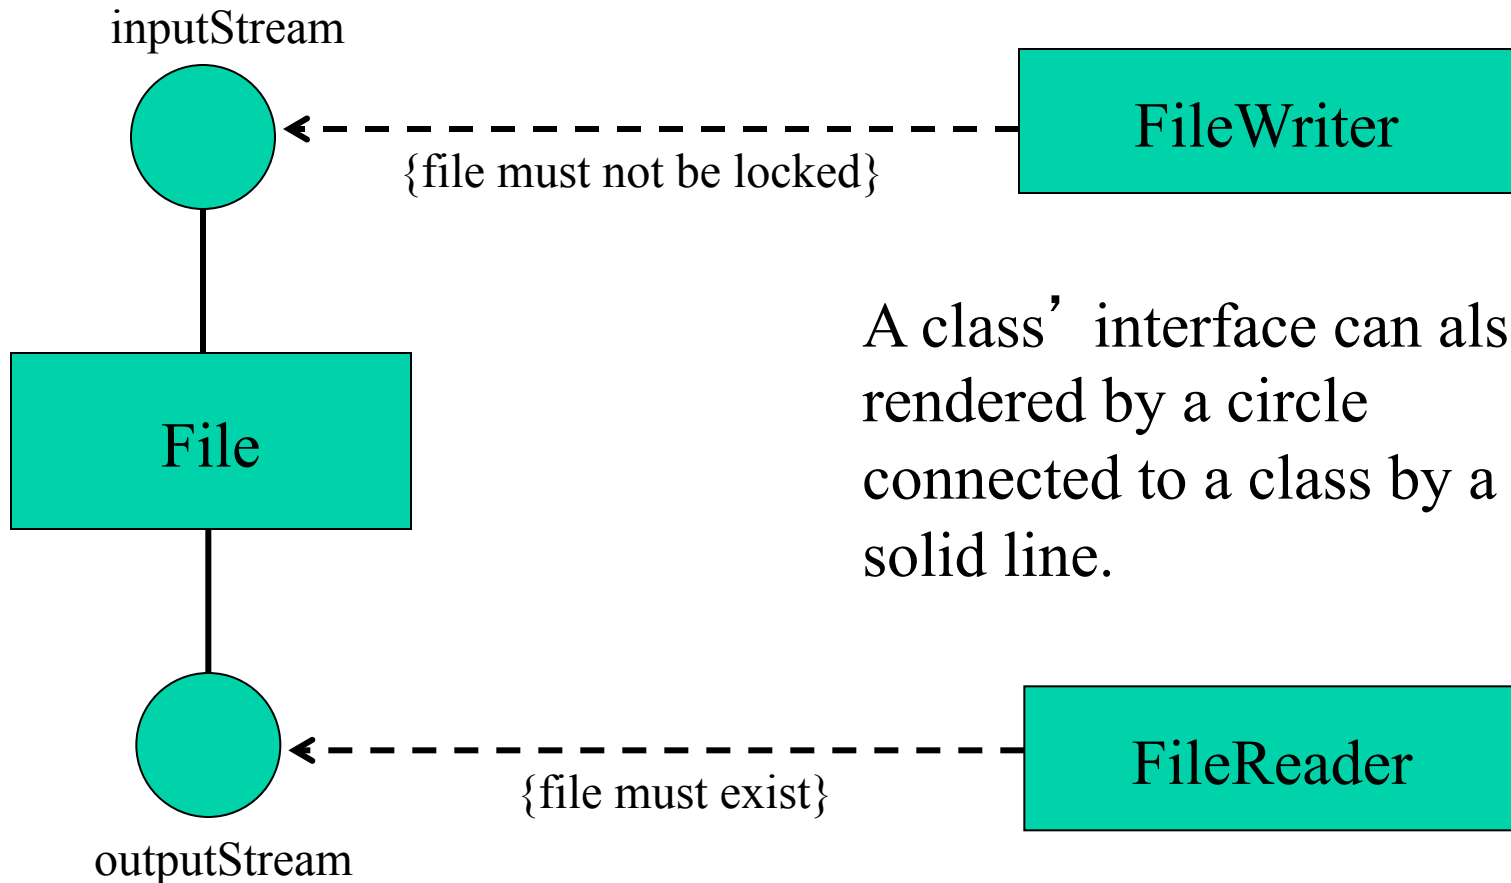 inputStream
FileWriter
{file must not be locked}
A class’ interface can als
rendered by a circle
connected to a class by a
solid line.
File
FileReader
{file must exist}
outputStream